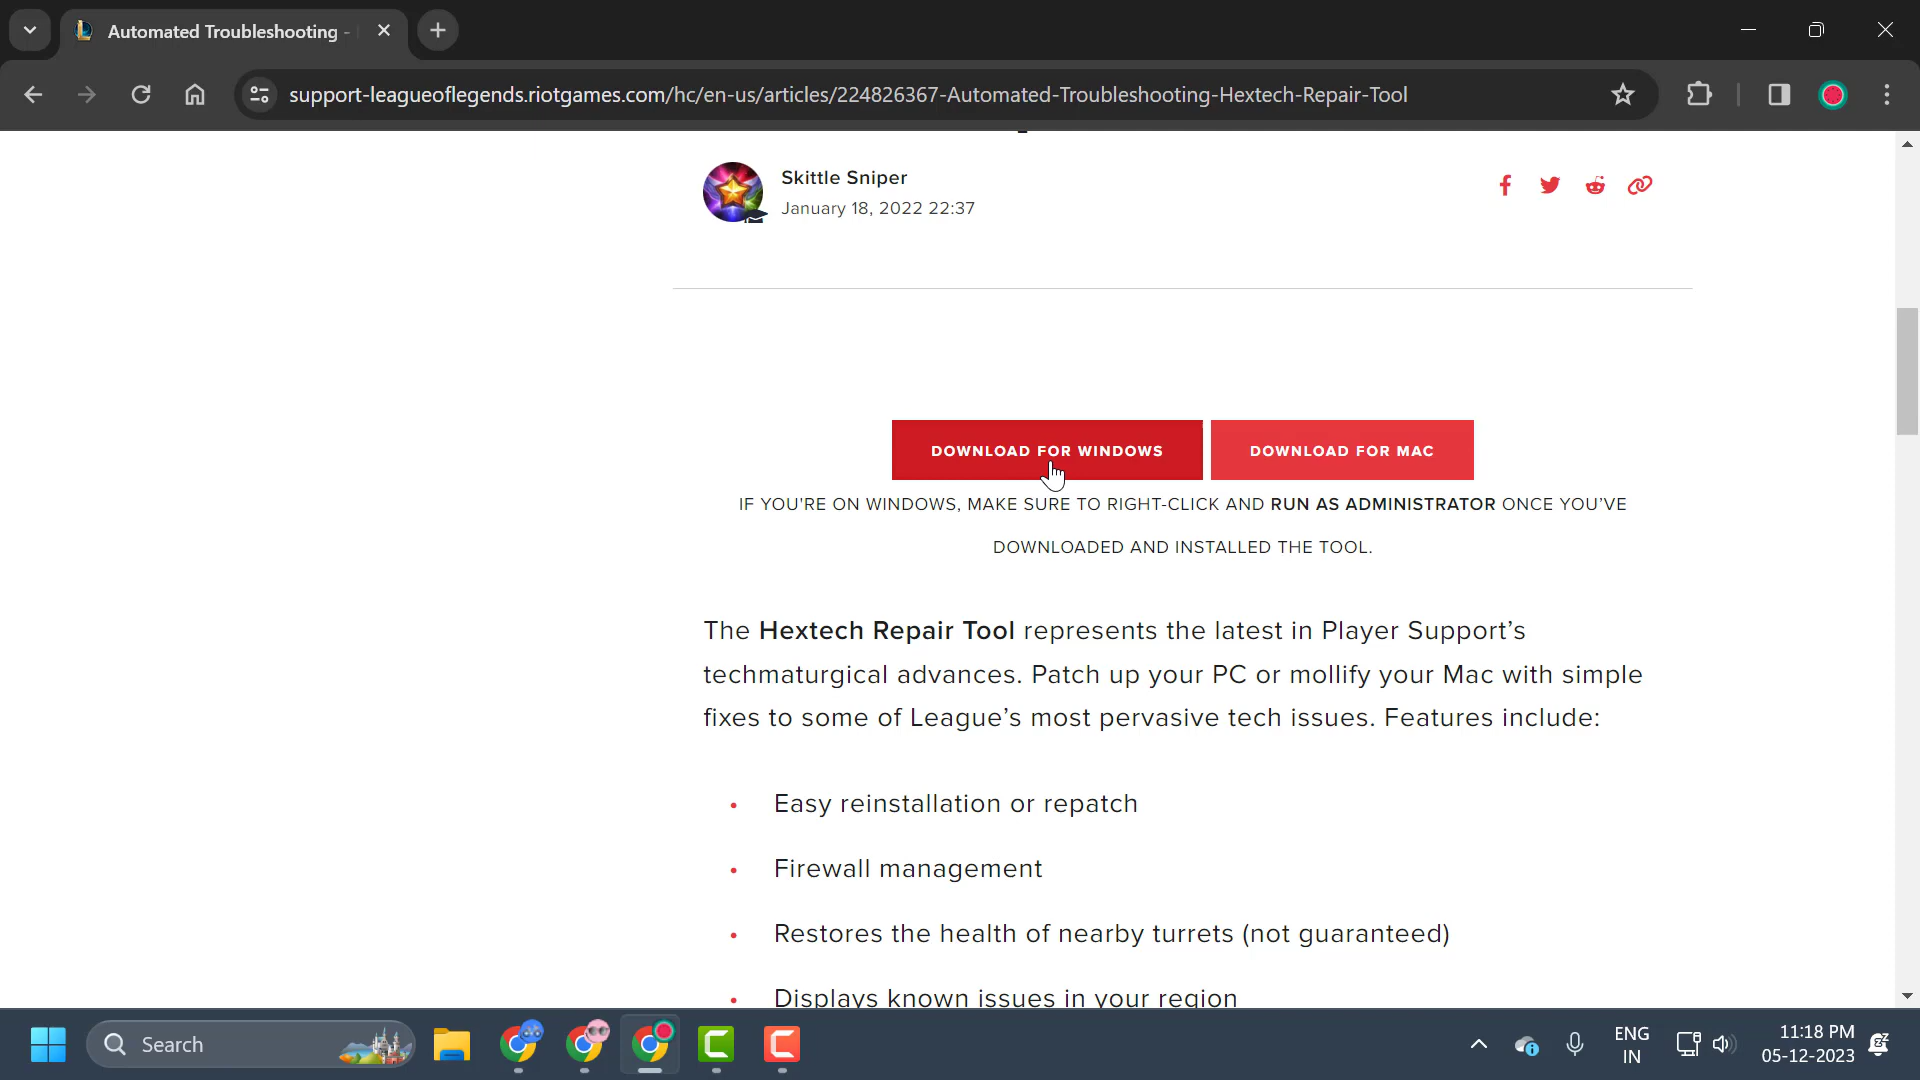 Automated Troubleshooting -
support-leagueoflegends.riotgames.com/hc/en-us/articles/224826367-Automated-Troubleshooting-Hextech-Repair-Tool
Skittle Sniper
January 18, 2022 22:37
DOWNLOAD FOR WINDOWS
DOWNLOAD FOR MAC
IF YOU'RE ON WINDOWS, MAKE SURE TO RIGHT-CLICK AND RUN AS ADMINISTRATOR ONCE YOU’VE
DOWNLOADED AND INSTALLED THE TOOL.
The Hextech Repair Tool represents the latest in Player Support’s
techmaturgical advances. Patch up your PC or mollify your Mac with simple
fixes to some of League’s most pervasive tech issues. Features include:
• Easy reinstallation or repatch
• Firewall management
• Restores the health of nearby turrets (not guaranteed)
• Displays known issues in your region
Search
ENG
IN
11:18 PM
05-12-2023